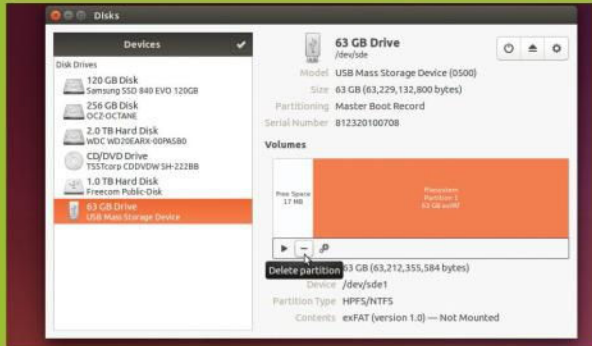 Disks
Devices
Disk Drives
120 GB Disk
Samsung SSD 840 EVO 120GB
256 GB Disk
OCZ-OCTANE
2.0 TB Hard Disk
WDC WD20EARX-00PASB0
CD/DVD Drive
TSSTcorp CDDVDW SH-222BB
1.0 TB Hard Disk
Freecom Public-Disk
63 GB Drive
USB Mass Storage Device
63 GB Drive
/dev/sde
Model USB Mass Storage Device (0500)
Size 63 GB (63,229,132,800 bytes)
Partitioning Master Boot Record
Serial Number 812320100708
Volumes
Free Space
17 MB
Filesystem
Partition 1
63 GB exFAT
Delete partition
63 GB (63,212,355,584 bytes)
Device /dev/sde1
Partition Type HPFS/NTFS
Contents exFAT (version 1.0) — Not Mounted